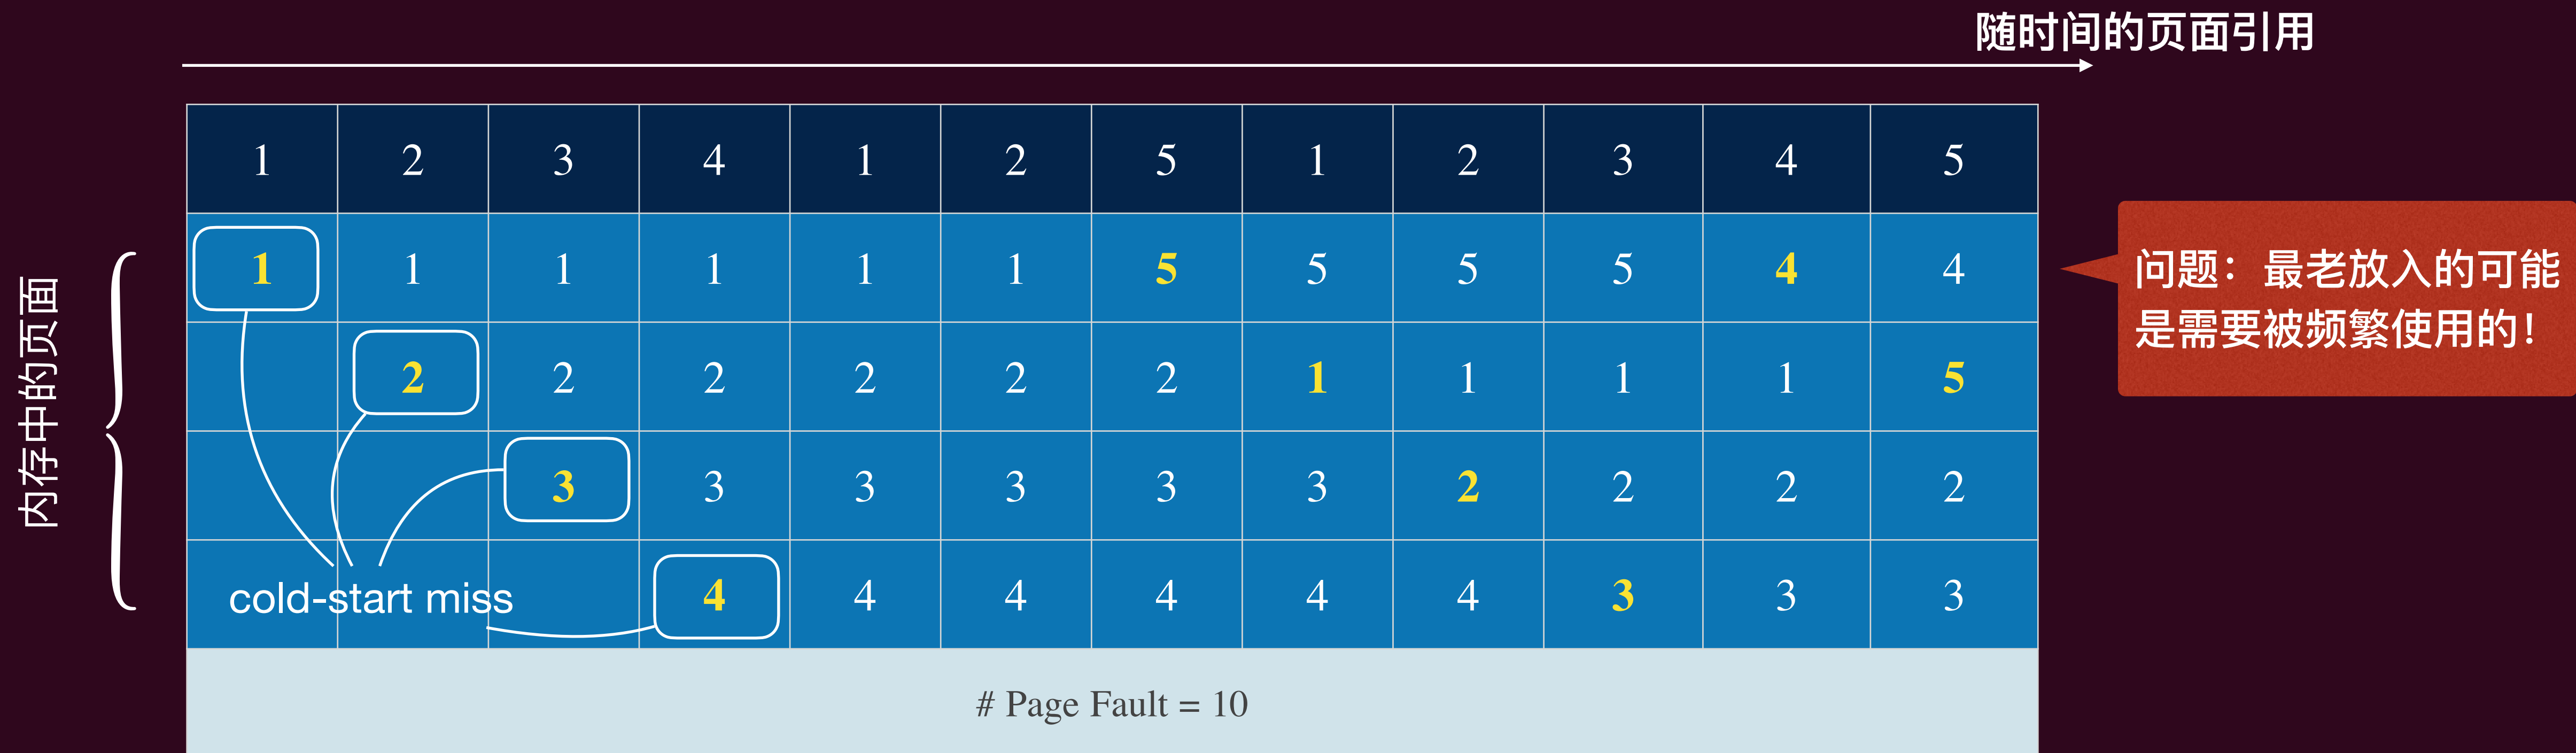 随时间的页面引用
1 2 3 4 1 2 5 1 2 3 4 5
1 1 1 1 1 1 5 5 5 5 4 4
问题：最老放入的可能
是需要被频繁使用的！
内存中的页面
2 2 2 2 2 2 1 1 1 1 5
3 3 3 3 3 3 2 2 2 2
cold-start miss
4 4 4 4 4 4 3 3 3
# Page Fault = 10